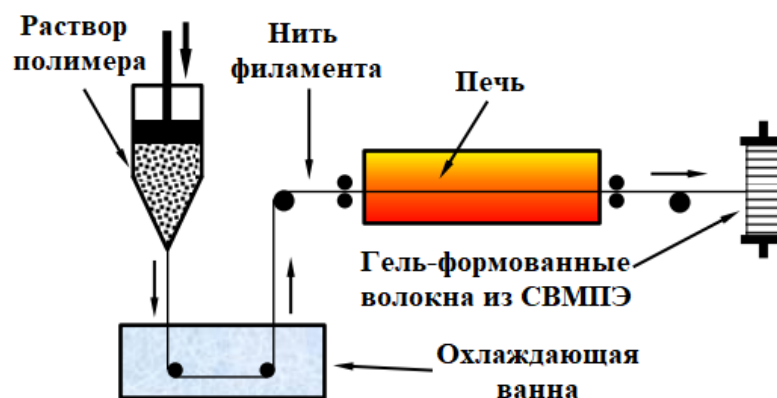 Раствор
полимера
Нить
филамента
Печь
Гель-формованные
волокна из СВМПЭ
Охлаждающая
ванна